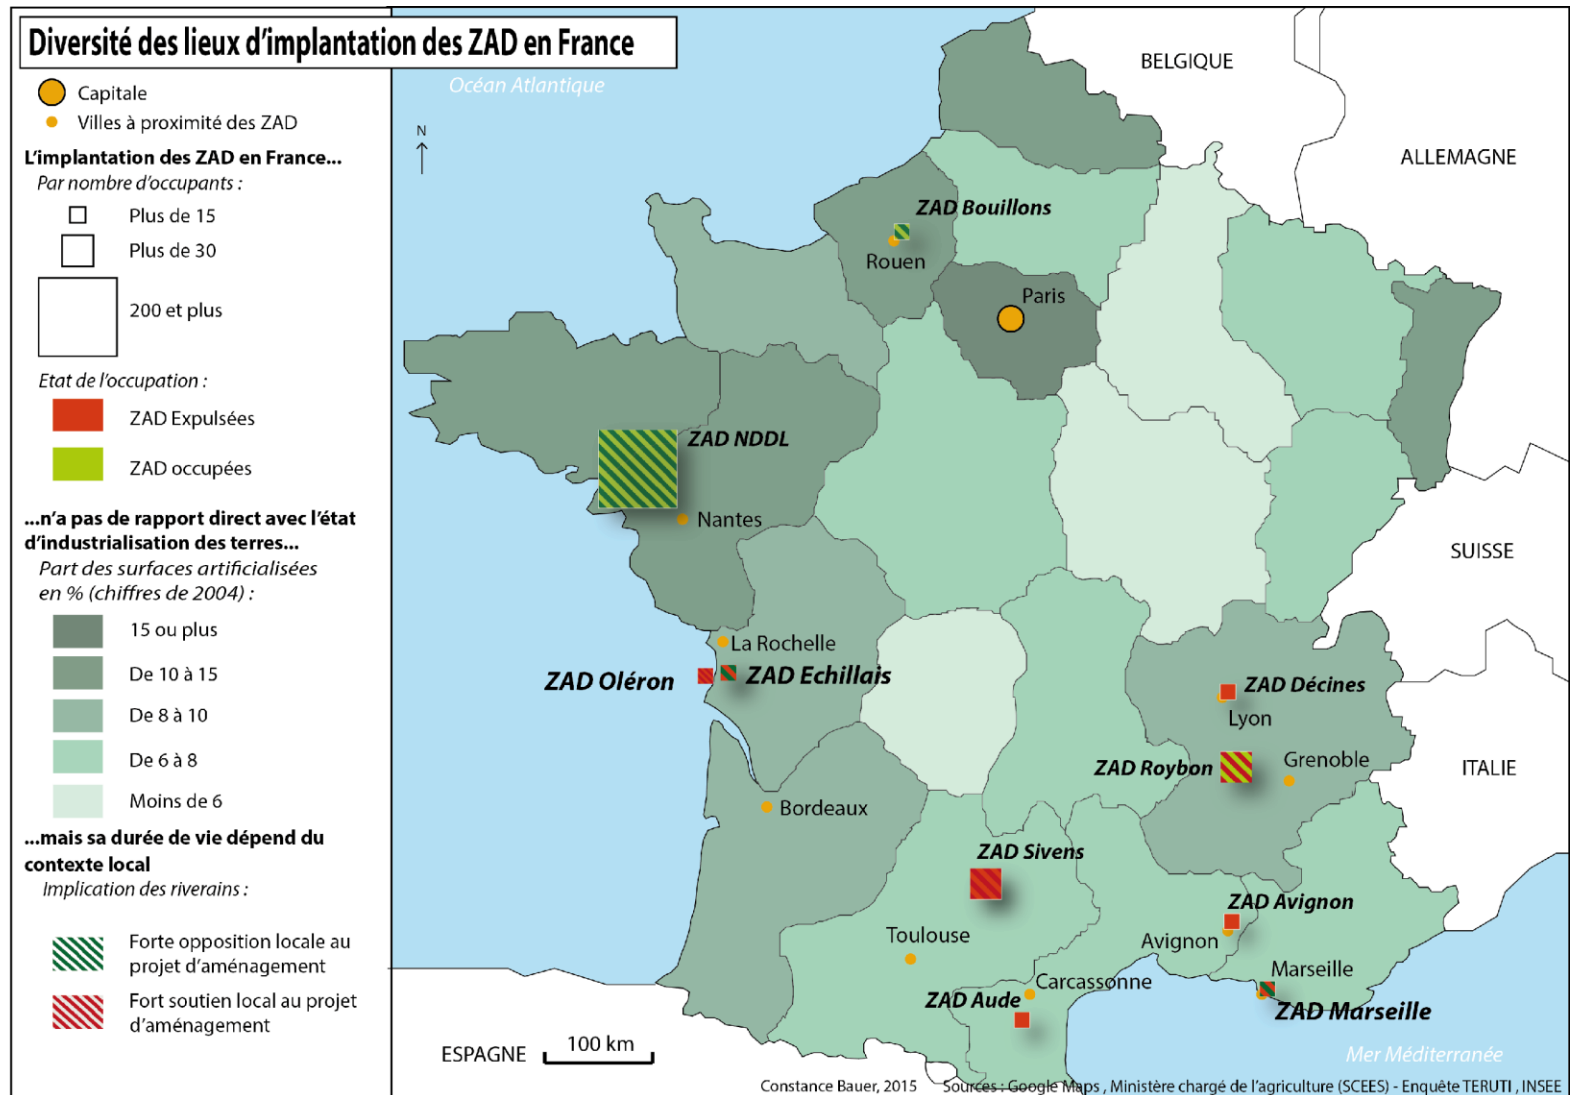 Diversité des lieux d'implantation des ZAD en France
Capitale
Villes à proximité des ZAD
L'implantation des ZAD en France...
Par nombre d'occupants :
Plus de 15
Plus de 30
200 et plus
Etat de l'occupation :
ZAD Expulsées
ZAD occupées
...n'a pas de rapport direct avec l'état
d'industrialisation des terres...
Part des surfaces artificialisées
en % (chiffres de 2004) :
15 ou plus
De 10 à 15
De 8 à 10
De 6 à 8
Moins de 6
...mais sa durée de vie dépend du
contexte local
Implication des riverains :
Forte opposition locale au
projet d'aménagement
Fort soutien local au projet
d'aménagement
Océan Atlantique
N
BELGIQUE
ALLEMAGNE
ZAD Bouillons
Rouen
Paris
ZAD NDDL
Nantes
SUISSE
La Rochelle
ZAD Oléron
ZAD Echillais
ZAD Décines
Lyon
ZAD Roybon
Grenoble
ITALIE
Bordeaux
ZAD Sivens
ZAD Avignon
Toulouse
Avignon
Marseille
Carcassonne
ZAD Aude
ZAD Marseille
ESPAGNE
100 km
Mer Méditerranée
Constance Bauer, 2015 Sources : Google Maps , Ministère chargé de l'agriculture (SCEES) - Enquête TERUTI , INSEE